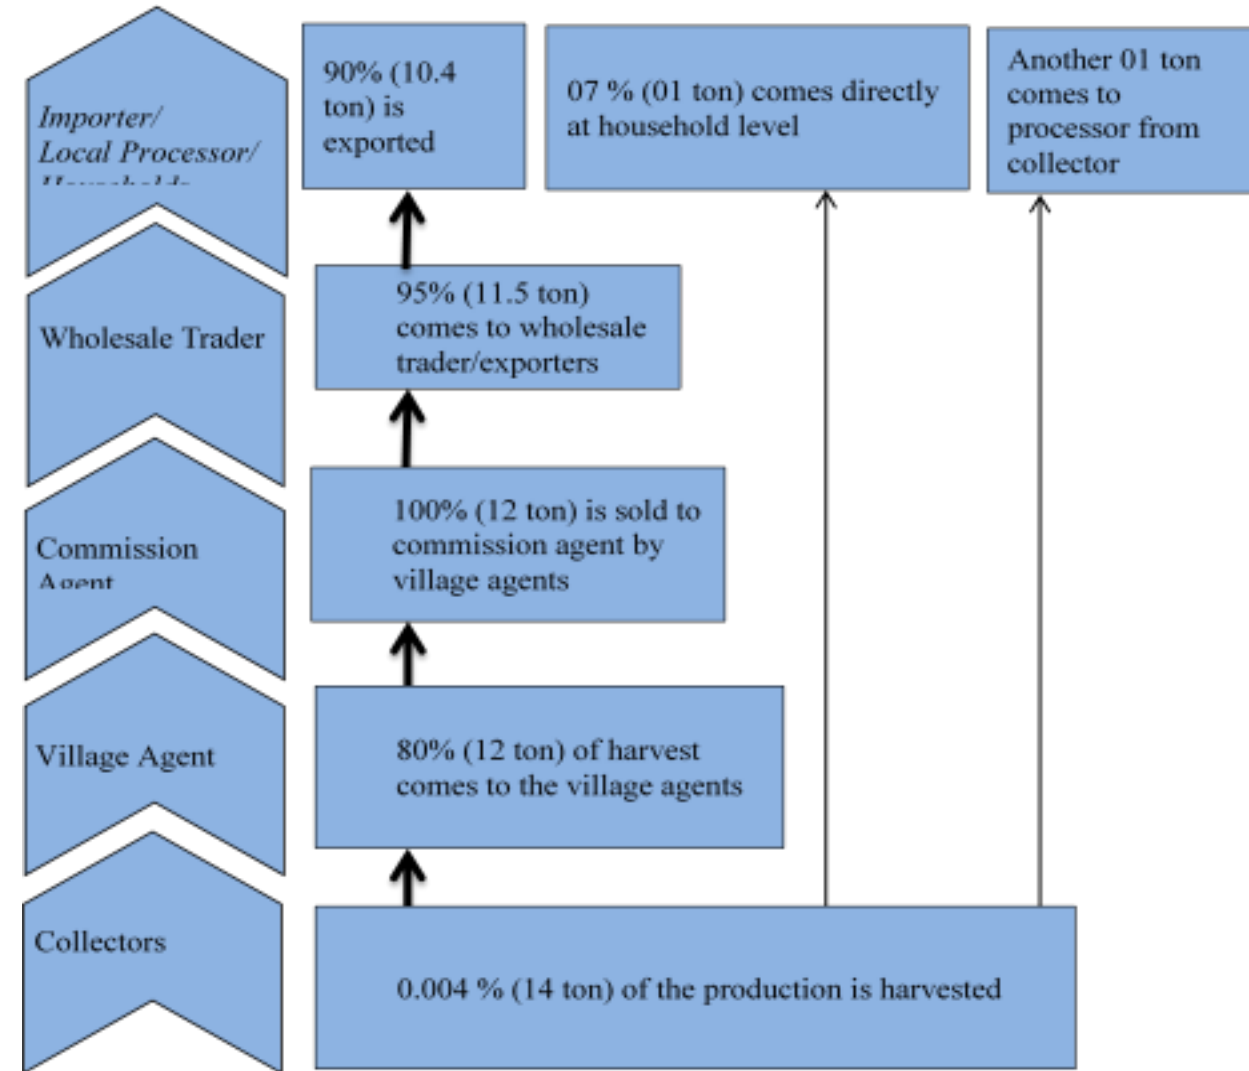 Importer/
Local Processor/
90% (10.4
ton) is
exported
07 % (01 ton) comes directly
at household level
Another 01 ton
comes to
processor from
collector
Wholesale Trader
95% (11.5 ton)
comes to wholesale
trader/exporters
Commission
Agent
100% (12 ton) is sold to
commission agent by
village agents
Village Agent
80% (12 ton) of harvest
comes to the village agents
Collectors
0.004 % (14 ton) of the production is harvested